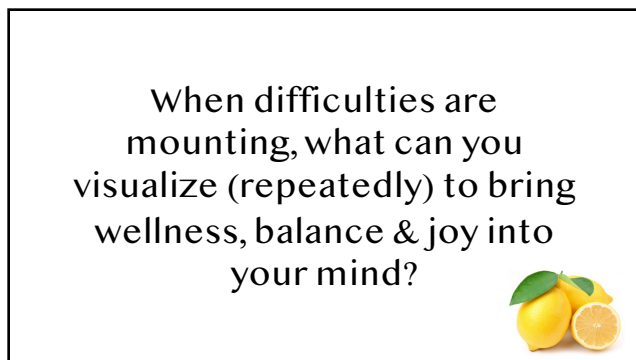 When difficulties are
mounting, what can you
visualize (repeatedly) to bring
wellness, balance & joy into
your mind?